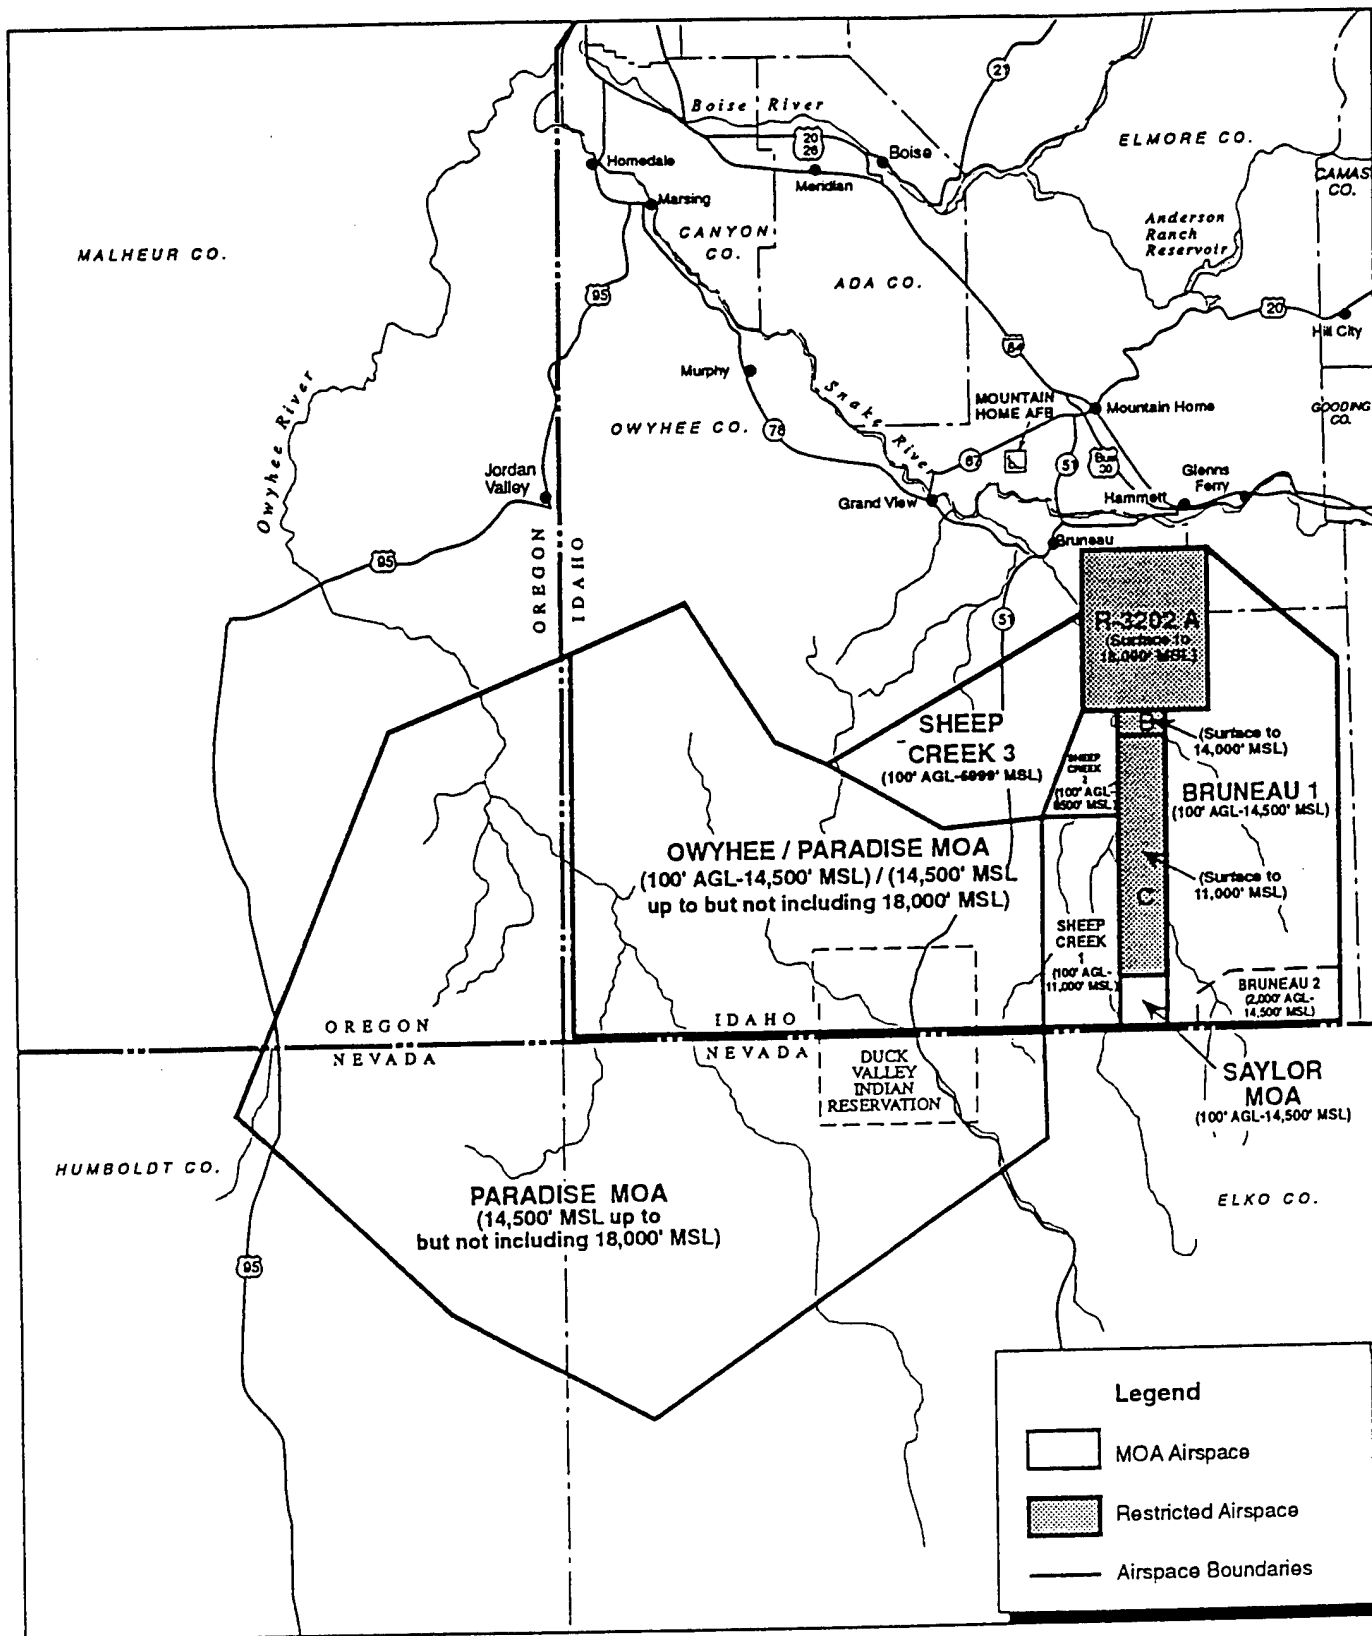 21
Boise River
20
26
Boise
ELMORE CO.
Homedale
Meridian
CAMAS
CO.
Marsing
CANYON
CO.
Anderson
Ranch
Reservoir
MALHEUR CO.
ADA CO.
95
20
Hill City
84
Murphy
Snake River
MOUNTAIN
HOME AFB
Mountain Home
GOODING
CO.
OWYHEE CO.
78
Owyhee River
67
51
Bus
30
Glenns
Ferry
Jordan
Valley
Grand View
Hammett
Bruneau
95
OREGON
IDAHO
51
R-3202 A
(Surface to
18,000' MSL)
SHEEP
CREEK 3
(100' AGL-6999' MSL)
B
(Surface to
14,000' MSL)
SHEEP
CREEK
2
(100' AGL-
8500' MSL)
BRUNEAU 1
(100' AGL-14,500' MSL)
OWYHEE / PARADISE MOA
(100' AGL-14,500' MSL) / (14,500' MSL
up to but not including 18,000' MSL)
(Surface to
11,000' MSL)
C
SHEEP
CREEK
1
(100' AGL-
11,000' MSL)
BRUNEAU 2
(2,000' AGL-
14,500' MSL)
OREGON
NEVADA
IDAHO
NEVADA
DUCK
VALLEY
INDIAN
RESERVATION
SAYLOR
MOA
(100' AGL-14,500' MSL)
HUMBOLDT CO.
PARADISE MOA
(14,500' MSL up to
but not including 18,000' MSL)
ELKO CO.
95
Legend
MOA Airspace
Restricted Airspace
Airspace Boundaries